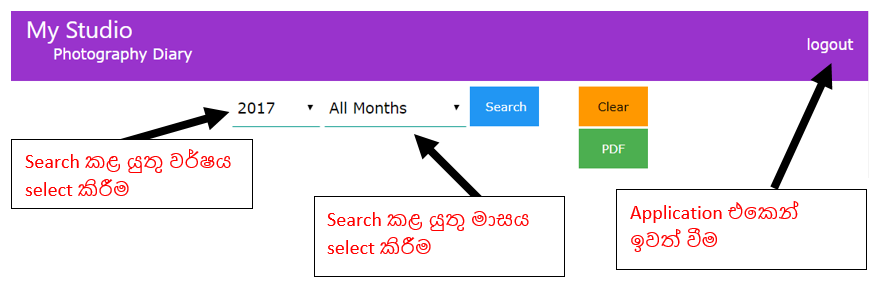 My Studio
Photography Diary
logout
2017
All Months
Search
Clear
PDF
Search කළ යුතු වර්ෂය
select කිරීම
Search කළ යුතු මාසය
select කිරීම
Application එකෙන්
ඉවත් වීම